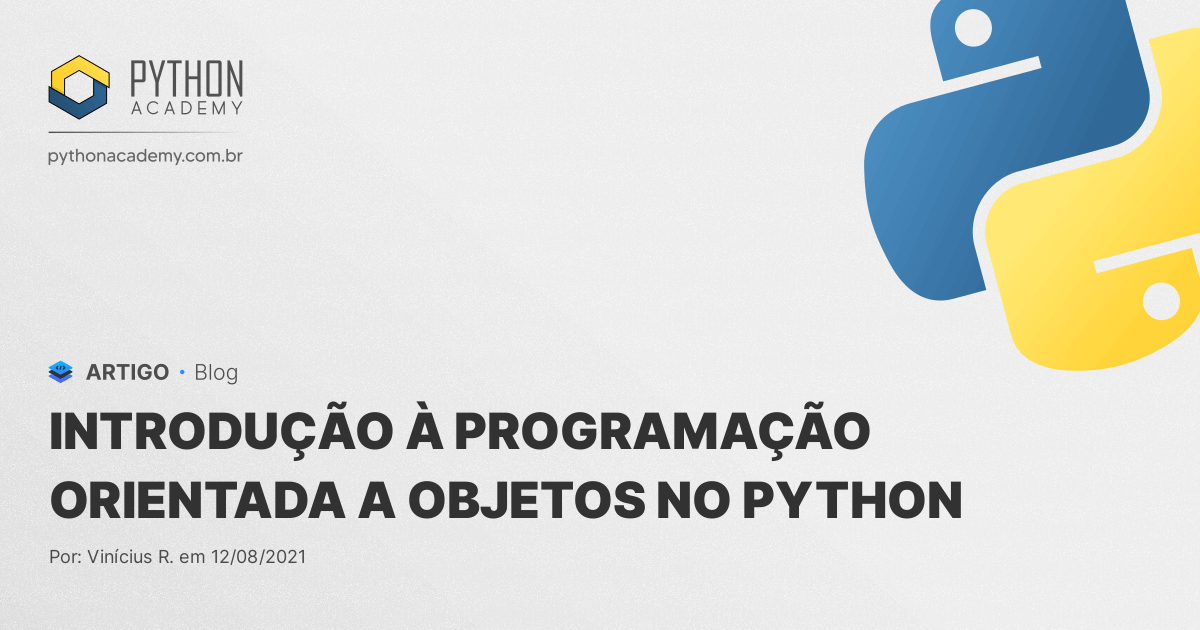 PYTHON
ACADEMY
pythonacademy.com.br
ARTIGO • Blog
INTRODUÇÃO À PROGRAMAÇÃO
ORIENTADA A OBJETOS NO PYTHON
Por: Vinícius R. em 12/08/2021